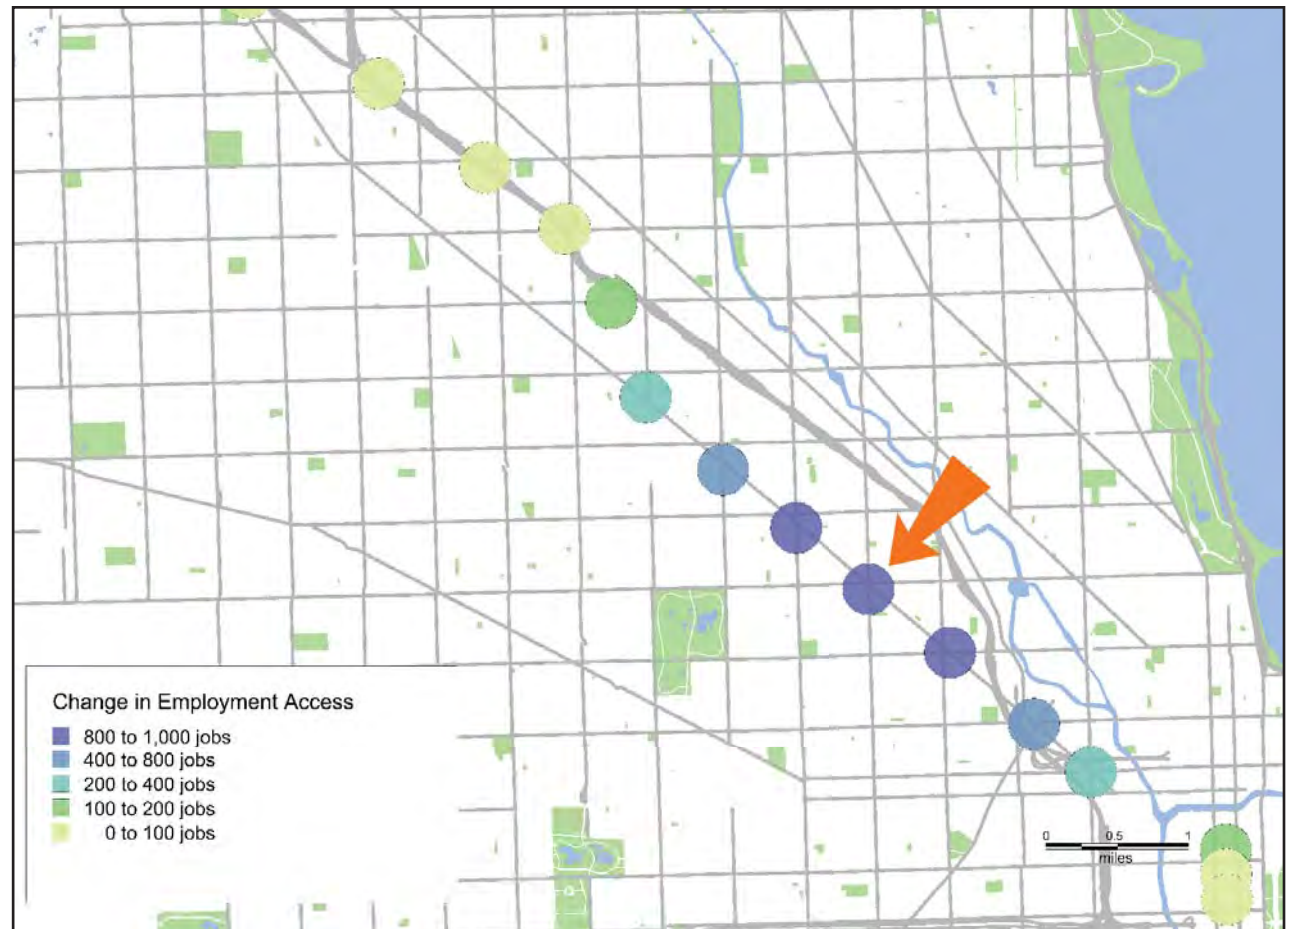 Change in Employment Access
800 to 1,000 jobs
400 to 800 jobs
200 to 400 jobs
100 to 200 jobs
0 to 100 jobs
0 0.5 1
miles